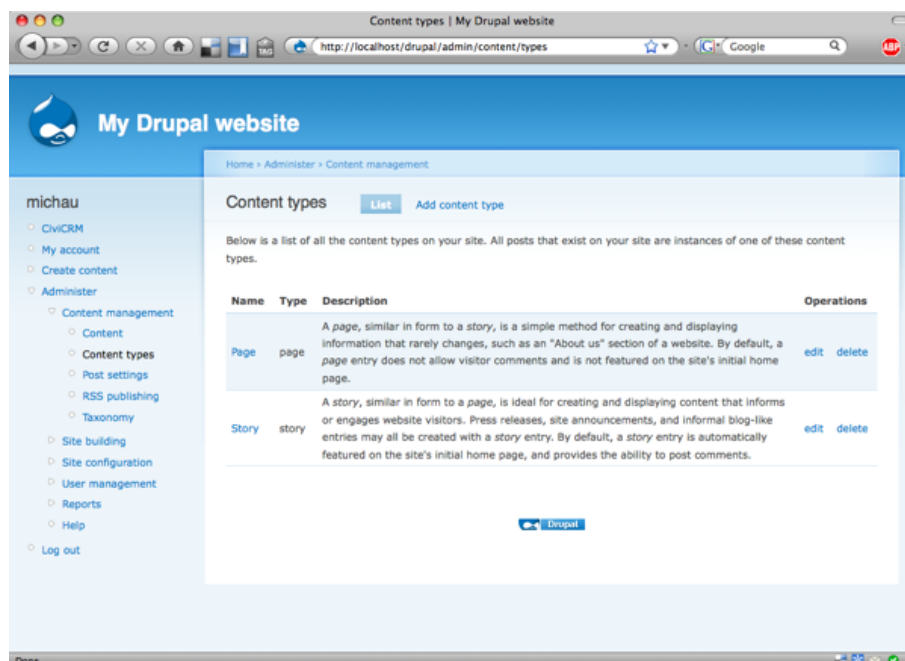 Content types | My Drupal website
TAG
http://localhost/drupal/admin/content/types
G
Google
ABP
My Drupal website
Home › Administer › Content management
michau
CiviCRM
My account
Create content
Administer
Content management
Content
Content types
Post settings
RSS publishing
Taxonomy
Site building
Site configuration
User management
Reports
Help
Log out
Content types List Add content type
Below is a list of all the content types on your site. All posts that exist on your site are instances of one of these content
types.
Name Type Description Operations
A page, similar in form to a story, is a simple method for creating and displaying
information that rarely changes, such as an "About us" section of a website. By default, a
Page page edit delete
page entry does not allow visitor comments and is not featured on the site's initial home
page.
A story, similar in form to a page, is ideal for creating and displaying content that informs
or engages website visitors. Press releases, site announcements, and informal blog-like
Story story edit delete
entries may all be created with a story entry. By default, a story entry is automatically
featured on the site's initial home page, and provides the ability to post comments.
Drupal
Done